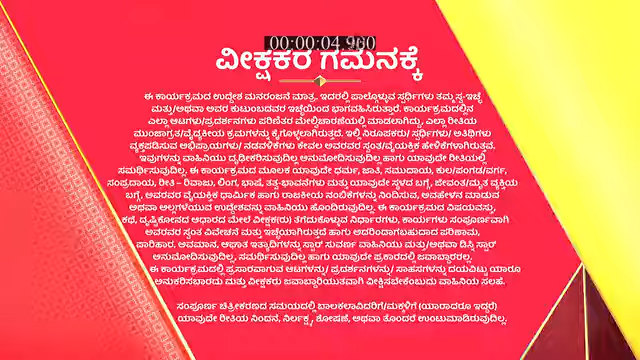 00:00:04.960
ವೀಕ್ಷಕರ ಗಮನಕ್ಕೆ
ಈ ಕಾರ್ಯಕ್ರಮದ ಉದ್ದೇಶ ಮನರಂಜನೆ ಮಾತ್ರ. ಇದರಲ್ಲಿ ಪಾಲ್ಗೊಳ್ಳುವ ಸ್ಪರ್ಧಿಗಳು ತಮ್ಮ ಸ್ವ-ಇಚ್ಛೆ
ಮತ್ತು/ಅಥವಾ ಅವರ ಕುಟುಂಬದವರ ಇಚ್ಛೆಯಿಂದ ಭಾಗವಹಿಸಿರುತ್ತಾರೆ. ಕಾರ್ಯಕ್ರಮದಲ್ಲಿನ
ಎಲ್ಲಾ ಆಟಗಳು/ಪ್ರದರ್ಶನಗಳು ಪರಿಣಿತರ ಮೇಲ್ವಿಚಾರಣೆಯಲ್ಲಿ ಮಾಡಲಾಗಿದ್ದು, ಎಲ್ಲಾ ರೀತಿಯ
ಮುಂಜಾಗ್ರತ/ವೈದ್ಯಕೀಯ ಕ್ರಮಗಳನ್ನು ಕೈಗೊಳ್ಳಲಾಗಿರುತ್ತದೆ. ಇಲ್ಲಿ ನಿರೂಪಕರು/ ಸ್ಪರ್ಧಿಗಳು/ ಅತಿಥಿಗಳು
ವ್ಯಕ್ತಪಡಿಸುವ ಅಭಿಪ್ರಾಯಗಳು/ ನಡವಳಿಕೆಗಳು ಕೇವಲ ಅವರವರ ಸ್ವಂತ/ವೈಯಕ್ತಿಕ ಹೇಳಿಕೆಗಳಾಗಿರುತ್ತವೆ.
ಇವುಗಳನ್ನು ವಾಹಿನಿಯು ದೃಢೀಕರಿಸುವುದಿಲ್ಲ ಅನುಮೋದಿಸುವುದಿಲ್ಲ ಹಾಗು ಯಾವುದೇ ರೀತಿಯಲ್ಲಿ
ಸಮರ್ಥಿಸುವುದಿಲ್ಲ. ಈ ಕಾರ್ಯಕ್ರಮದ ಮೂಲಕ ಯಾವುದೇ ಧರ್ಮ, ಜಾತಿ, ಸಮುದಾಯ, ಕುಲ/ಪಂಗಡ/ವರ್ಗ,
ಸಂಪ್ರದಾಯ, ರೀತಿ – ರಿವಾಜು, ಲಿಂಗ, ಭಾಷೆ, ತತ್ವ-ಭಾವನೆಗಳು ಮತ್ತು ಯಾವುದೇ ಸ್ಥಳದ ಬಗ್ಗೆ, ಜೀವಂತ/ಮೃತ ವ್ಯಕ್ತಿಯ
ಬಗ್ಗೆ, ಅವರವರ ವೈಯಕ್ತಿಕ ಧಾರ್ಮಿಕ ಹಾಗು ರಾಜಕೀಯ ನಂಬಿಕೆಗಳನ್ನು ನಿಂದಿಸುವ, ಅವಹೇಳನ ಮಾಡುವ
ಅಥವಾ ಅಲ್ಲಗಳೆಯುವ ಉದ್ದೇಶವನ್ನು ವಾಹಿನಿಯು ಹೊಂದಿರುವುದಿಲ್ಲ. ಈ ಕಾರ್ಯಕ್ರಮದ ವಿಷಯವಸ್ತು,
ಕಥೆ, ದೃಷ್ಟಿಕೋನದ ಆಧಾರದ ಮೇಲೆ ವೀಕ್ಷಕ(ರು) ತೆಗೆದುಕೊಳ್ಳುವ ನಿರ್ಧಾರಗಳು, ಕಾರ್ಯಗಳು ಸಂಪೂರ್ಣವಾಗಿ
ಅವರವರ ಸ್ವಂತ ವಿವೇಚನೆ ಮತ್ತು ಇಚ್ಛೆಯಾಗಿರುತ್ತದೆ ಹಾಗು ಅದರಿಂದಾಗಬಹುದಾದ ಪರಿಣಾಮ,
ಪಾರಿಹಾರ, ಅವಮಾನ, ಆಘಾತ ಇತ್ಯಾದಿಗಳನ್ನು ಸ್ಟಾರ್ ಸುವರ್ಣ ವಾಹಿನಿಯು ಮತ್ತು/ಅಥವಾ ಡಿಸ್ನಿ ಸ್ಟಾರ್
ಅನುಮೋದಿಸುವುದಿಲ್ಲ, ಸಮರ್ಥಿಸುವುದಿಲ್ಲ ಹಾಗು ಯಾವುದೇ ಪ್ರಕಾರದಲ್ಲಿ ಜವಾಬ್ದಾರರಲ್ಲ.
ಈ ಕಾರ್ಯಕ್ರಮದಲ್ಲಿ ಪ್ರಸಾರವಾಗುವ ಆಟಗಳನ್ನು/ ಪ್ರದರ್ಶನಗಳನ್ನು/ ಸಾಹಸಗಳನ್ನು ದಯವಿಟ್ಟು ಯಾರೂ
ಅನುಕರಿಸಬಾರದು ಮತ್ತು ವೀಕ್ಷಕರು ಜವಾಬ್ದಾರಿಯುತವಾಗಿ ವೀಕ್ಷಿಸಬೇಕೆಂಬುದು ವಾಹಿನಿಯ ಸಲಹೆ.
ಸಂಪೂರ್ಣ ಚಿತ್ರೀಕರಣದ ಸಮಯದಲ್ಲಿ ಬಾಲಕಲಾವಿದರಿಗೆ/ಮಕ್ಕಳಿಗೆ (ಯಾರಾದರೂ ಇದ್ದರೆ)
ಯಾವುದೇ ರೀತಿಯ ನಿಂದನೆ, ನಿರ್ಲಕ್ಷ್ಯ, ಶೋಷಣೆ, ಅಥವಾ ತೊಂದರೆ ಉಂಟುಮಾಡಿರುವುದಿಲ್ಲ.